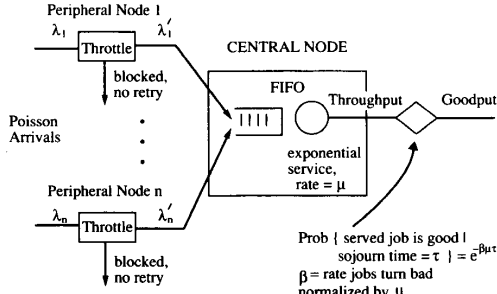 Peripheral Node 1
λ1
Throttle
λ′1
blocked,
no retry
CENTRAL NODE
FIFO
Throughput
Goodput
Poisson
Arrivals
exponential
service,
rate = μ
Peripheral Node n
λn
Throttle
λ′n
blocked,
no retry
Prob { served job is good |
sojourn time = τ } = e^-βμτ
β = rate jobs turn bad
normalized by μ